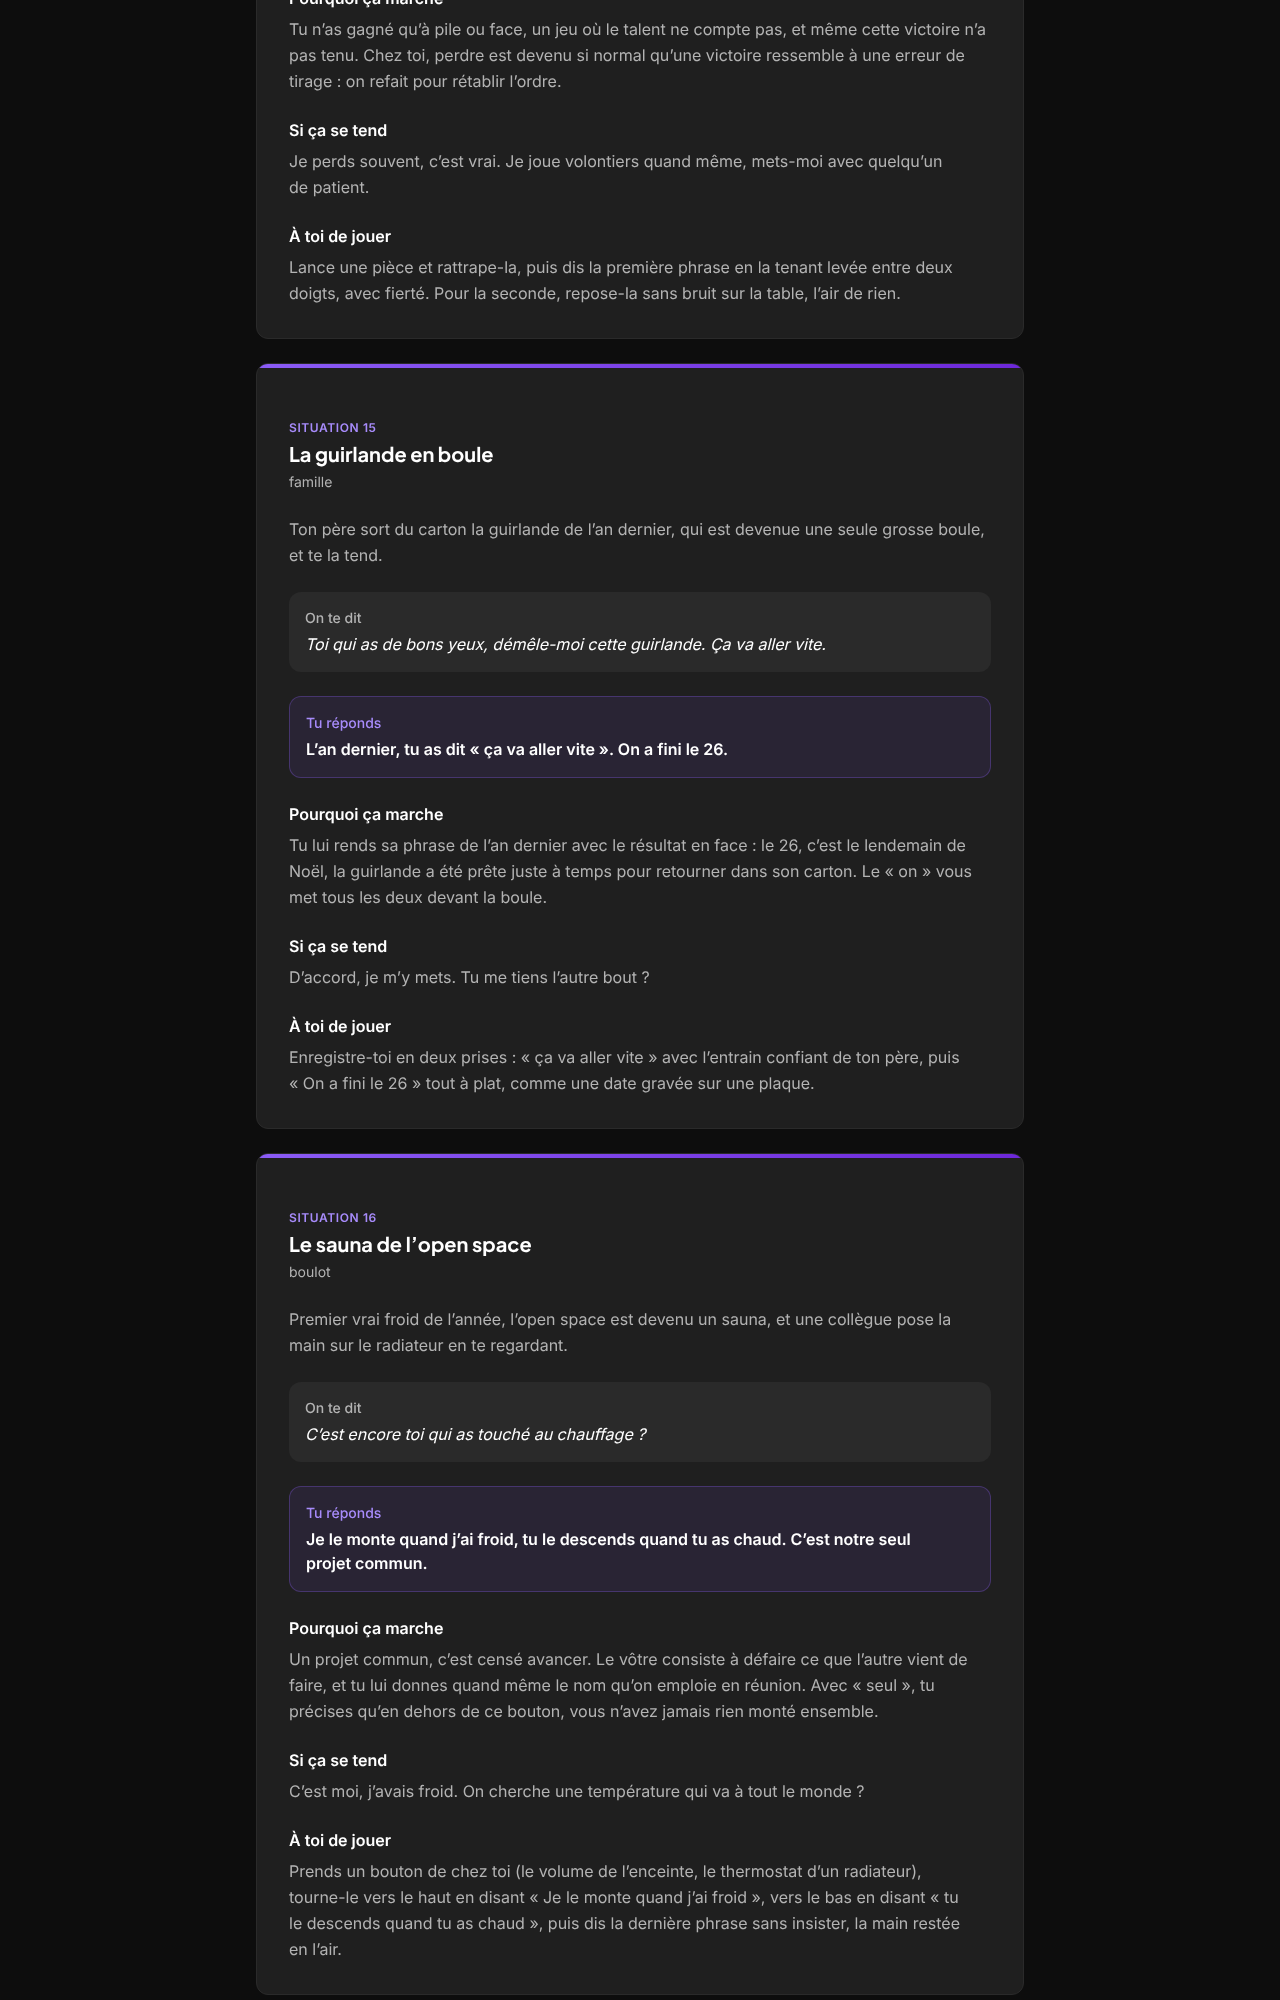 Pourquoi ça marche
Tu n’as gagné qu’à pile ou face, un jeu où le talent ne compte pas, et même cette victoire n’a
pas tenu. Chez toi, perdre est devenu si normal qu’une victoire ressemble à une erreur de
tirage : on refait pour rétablir l’ordre.
Si ça se tend
Je perds souvent, c’est vrai. Je joue volontiers quand même, mets-moi avec quelqu’un
de patient.
À toi de jouer
Lance une pièce et rattrape-la, puis dis la première phrase en la tenant levée entre deux
doigts, avec fierté. Pour la seconde, repose-la sans bruit sur la table, l’air de rien.
SITUATION 15
La guirlande en boule
famille
Ton père sort du carton la guirlande de l’an dernier, qui est devenue une seule grosse boule,
et te la tend.
On te dit
Toi qui as de bons yeux, démêle-moi cette guirlande. Ça va aller vite.
Tu réponds
L’an dernier, tu as dit « ça va aller vite ». On a fini le 26.
Pourquoi ça marche
Tu lui rends sa phrase de l’an dernier avec le résultat en face : le 26, c’est le lendemain de
Noël, la guirlande a été prête juste à temps pour retourner dans son carton. Le « on » vous
met tous les deux devant la boule.
Si ça se tend
D’accord, je m’y mets. Tu me tiens l’autre bout ?
À toi de jouer
Enregistre-toi en deux prises : « ça va aller vite » avec l’entrain confiant de ton père, puis
« On a fini le 26 » tout à plat, comme une date gravée sur une plaque.
SITUATION 16
Le sauna de l’open space
boulot
Premier vrai froid de l’année, l’open space est devenu un sauna, et une collègue pose la
main sur le radiateur en te regardant.
On te dit
C’est encore toi qui as touché au chauffage ?
Tu réponds
Je le monte quand j’ai froid, tu le descends quand tu as chaud. C’est notre seul
projet commun.
Pourquoi ça marche
Un projet commun, c’est censé avancer. Le vôtre consiste à défaire ce que l’autre vient de
faire, et tu lui donnes quand même le nom qu’on emploie en réunion. Avec « seul », tu
précises qu’en dehors de ce bouton, vous n’avez jamais rien monté ensemble.
Si ça se tend
C’est moi, j’avais froid. On cherche une température qui va à tout le monde ?
À toi de jouer
Prends un bouton de chez toi (le volume de l’enceinte, le thermostat d’un radiateur),
tourne-le vers le haut en disant « Je le monte quand j’ai froid », vers le bas en disant « tu
le descends quand tu as chaud », puis dis la dernière phrase sans insister, la main restée
en l’air.